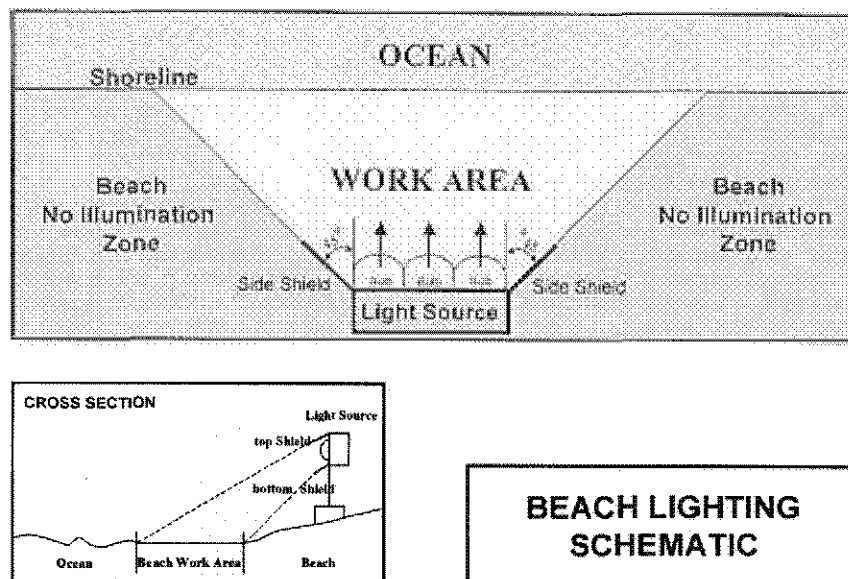 OCEAN
Shoreline
WORK AREA
Beach
No Illumination
Zone
Beach
No Illumination
Zone
Side Shield
Side Shield
Light Source
CROSS SECTION
Light Source
top Shield
bottom Shield
Ocean
Beach Work Area
Beach
BEACH LIGHTING
SCHEMATIC